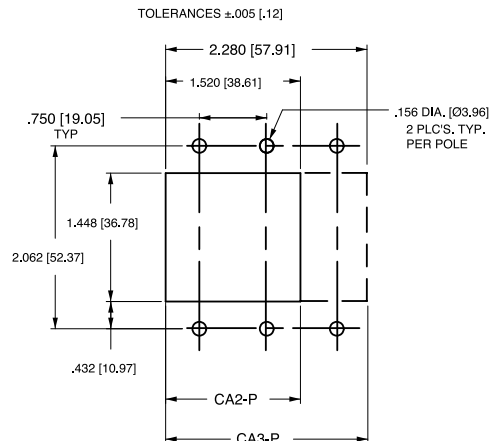 TOLERANCES ±.005 [.12]
2.280 [57.91]
1.520 [38.61]
.750 [19.05]
TYP
.156 DIA. [Ø3.96]
2 PLC'S. TYP.
PER POLE
1.448 [36.78]
2.062 [52.37]
.432 [10.97]
CA2-P
CA3-P